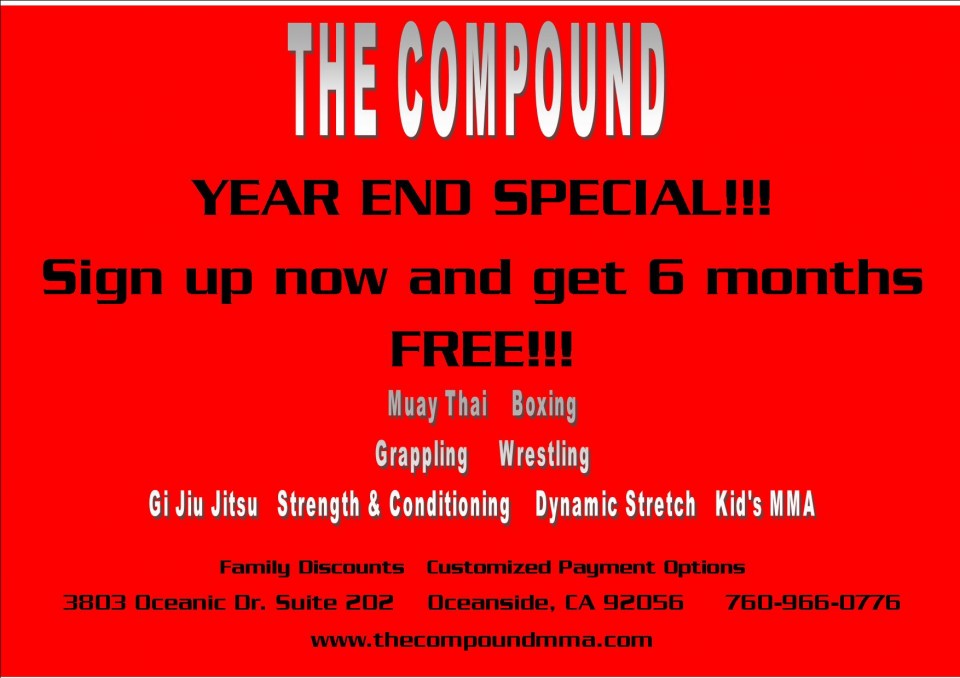 THE COMPOUND
YEAR END SPECIAL!!!
Sign up now and get 6 months
FREE!!!
Muay Thai Boxing
Grappling Wrestling
Gi Jiu Jitsu Strength & Conditioning Dynamic Stretch Kid's MMA
Family Discounts Customized Payment Options
3803 Oceanic Dr. Suite 202 Oceanside, CA 92056 760-966-0776
www.thecompoundmma.com